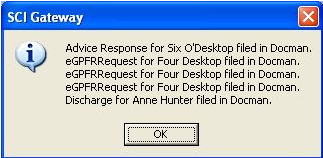 SCI Gateway
Advice Response for Six O'Desktop filed in Docman.
eGPFRRequest for Four Desktop filed in Docman.
eGPFRRequest for Four Desktop filed in Docman.
eGPFRRequest for Four Desktop filed in Docman.
Discharge for Anne Hunter filed in Docman.
OK